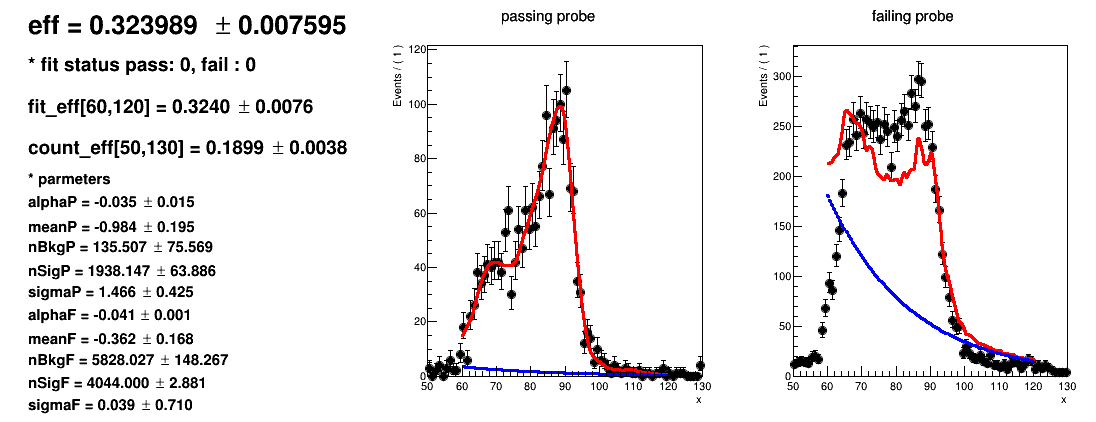 eff = 0.323989 ± 0.007595
* fit status pass: 0, fail : 0
fit_eff[60,120] = 0.3240 ± 0.0076
count_eff[50,130] = 0.1899 ± 0.0038
* parmeters
alphaP = -0.035 ± 0.015
meanP = -0.984 ± 0.195
nBkgP = 135.507 ± 75.569
nSigP = 1938.147 ± 63.886
sigmaP = 1.466 ± 0.425
alphaF = -0.041 ± 0.001
meanF = -0.362 ± 0.168
nBkgF = 5828.027 ± 148.267
nSigF = 4044.000 ± 2.881
sigmaF = 0.039 ± 0.710
passing probe
Events / ( 1 )
120
100
80
60
40
20
0
50 60 70 80 90 100 110 120 130
x
failing probe
Events / ( 1 )
300
250
200
150
100
50
0
50 60 70 80 90 100 110 120 130
x